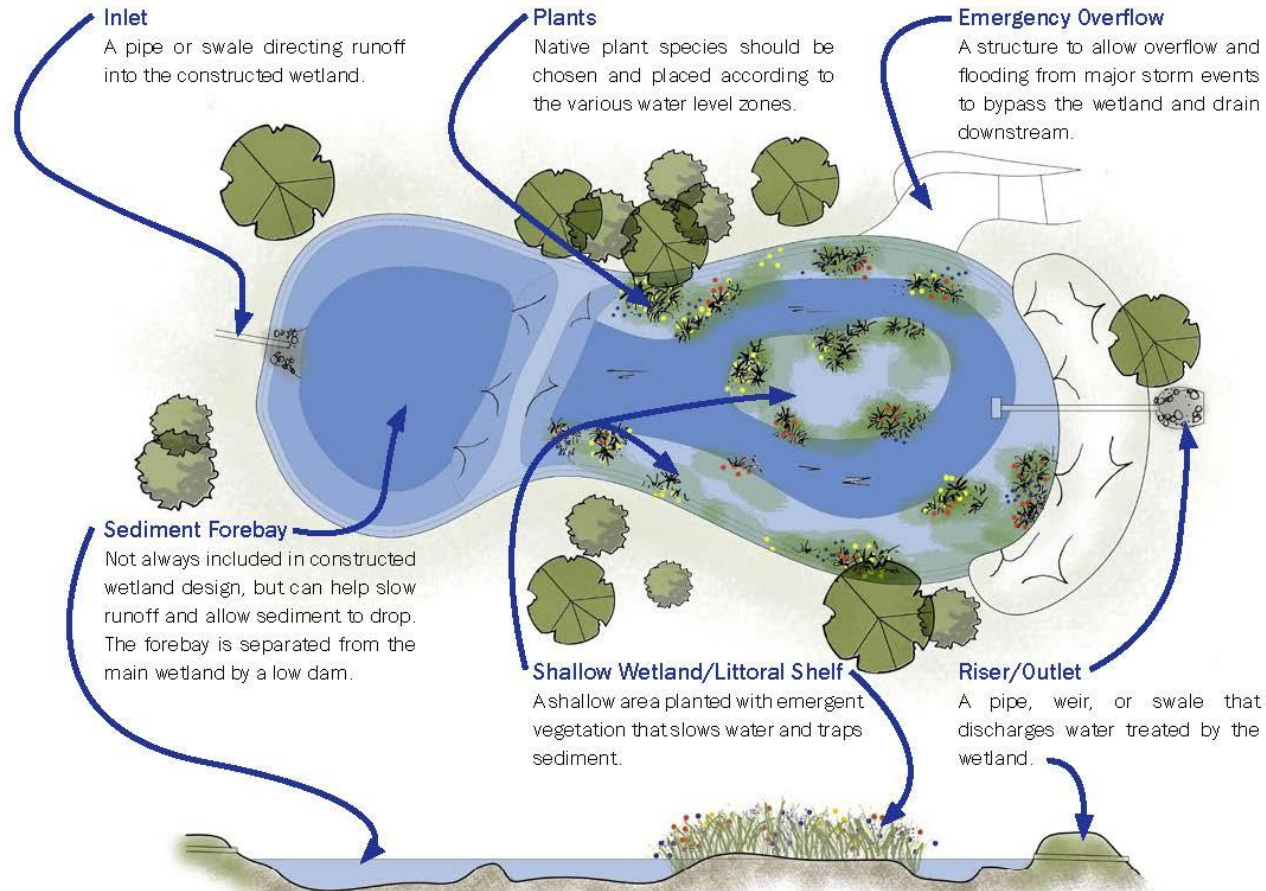 Inlet
A pipe or swale directing runoff
into the constructed wetland.
Plants
Native plant species should be
chosen and placed according to
the various water level zones.
Emergency Overflow
A structure to allow overflow and
flooding from major storm events
to bypass the wetland and drain
downstream.
Sediment Forebay
Not always included in constructed
wetland design, but can help slow
runoff and allow sediment to drop.
The forebay is separated from the
main wetland by a low dam.
Shallow Wetland/Littoral Shelf
A shallow area planted with emergent
vegetation that slows water and traps
sediment.
Riser/Outlet
A pipe, weir, or swale that
discharges water treated by the
wetland.